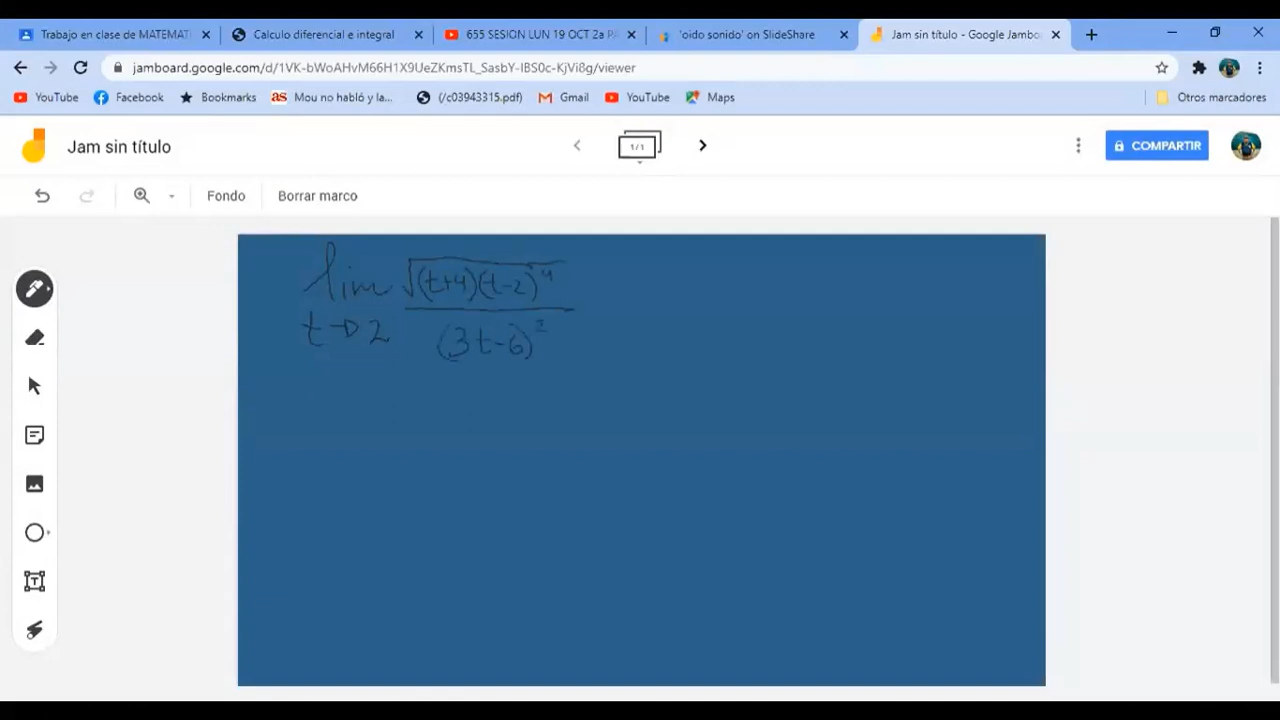 Trabajo en clase de MATEMAT
Calculo diferencial e integral
655 SESION LUN 19 OCT 2a PA
'oido sonido' on SlideShare
Jam sin título - Google Jambo
jamboard.google.com/d/1VK-bWoAHvM66H1X9UeZKmsTL_SasbY-IBS0c-KjVi8g/viewer
YouTube
Facebook
Bookmarks
as Mou no habló y la...
(/c03943315.pdf)
Gmail
YouTube
Maps
Otros marcadores
Jam sin título
1/1
COMPARTIR
Fondo
Borrar marco
lim √(t+4)(t-2)⁴
t→2 (3t-6)²